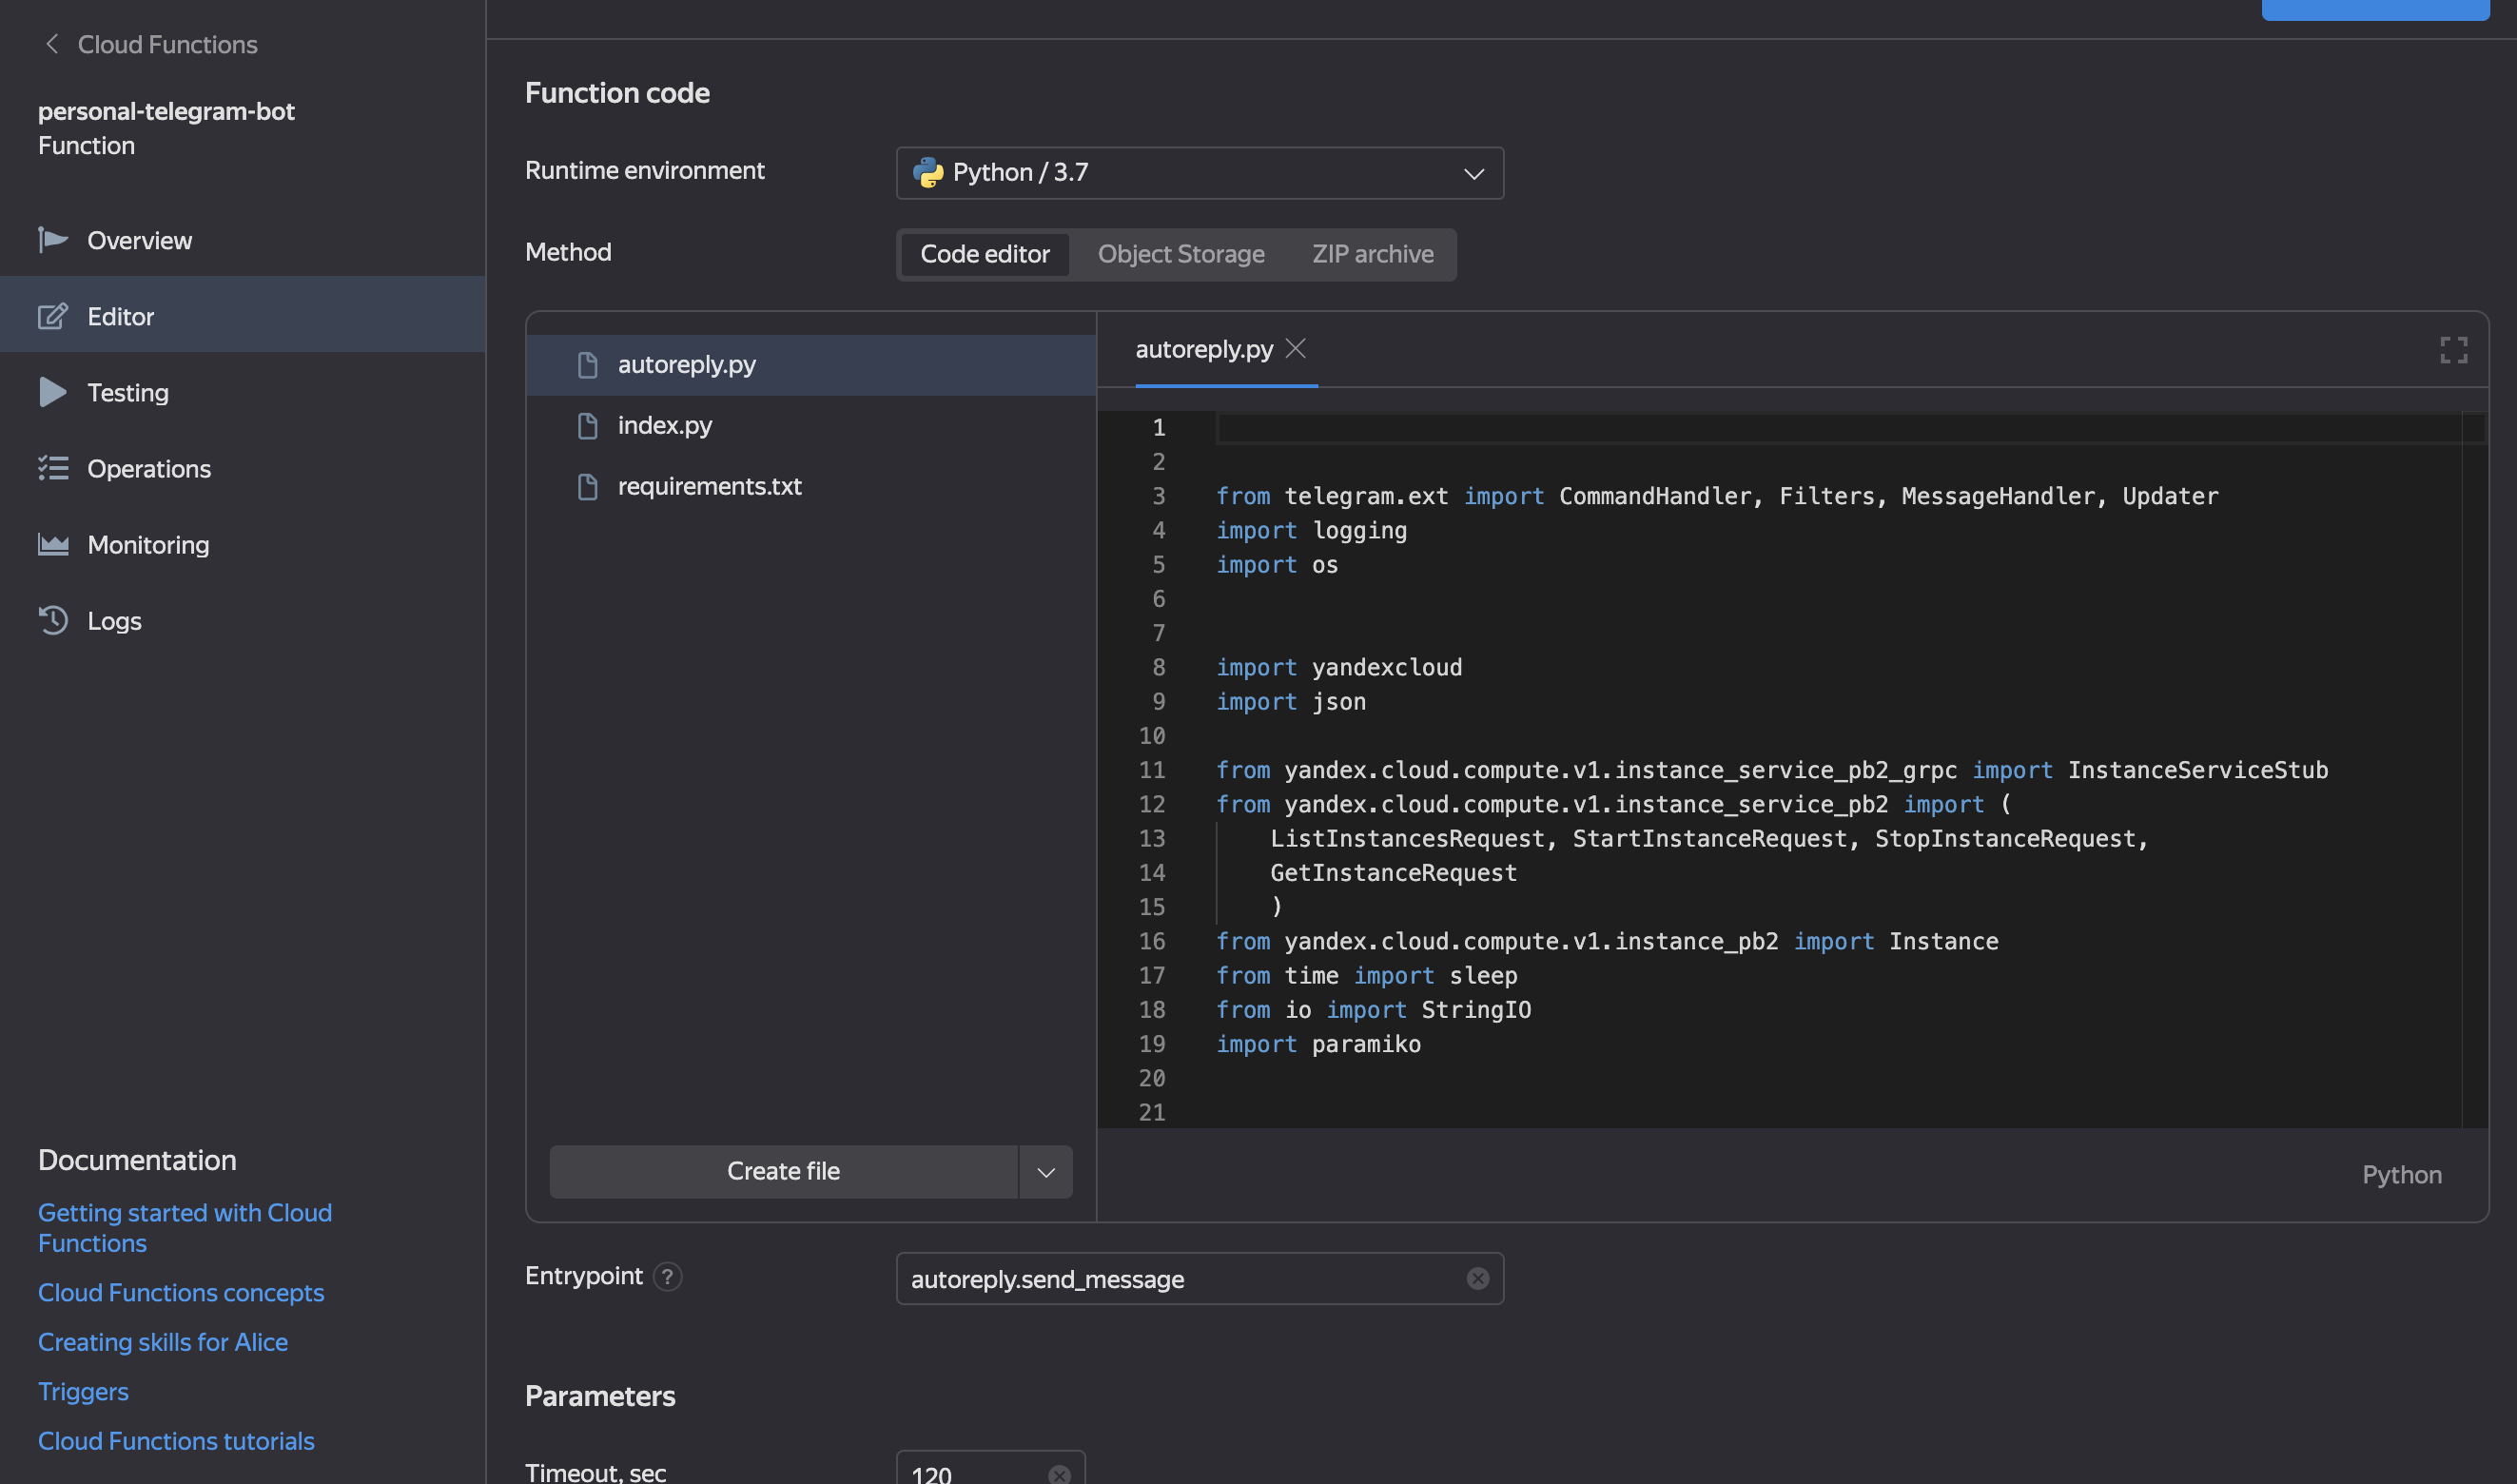 Cloud Functions
personal-telegram-bot
Function
Overview
Editor
Testing
Operations
Monitoring
Logs
Documentation
Getting started with Cloud
Functions
Cloud Functions concepts
Creating skills for Alice
Triggers
Cloud Functions tutorials
Function code
Runtime environment
Python / 3.7
Method
Code editor Object Storage ZIP archive
autoreply.py
index.py
requirements.txt
Create file
autoreply.py
1
2
3 from telegram.ext import CommandHandler, Filters, MessageHandler, Updater
4 import logging
5 import os
6
7
8 import yandexcloud
9 import json
10
11 from yandex.cloud.compute.v1.instance_service_pb2_grpc import InstanceServiceStub
12 from yandex.cloud.compute.v1.instance_service_pb2 import (
13     ListInstancesRequest, StartInstanceRequest, StopInstanceRequest,
14     GetInstanceRequest
15     )
16 from yandex.cloud.compute.v1.instance_pb2 import Instance
17 from time import sleep
18 from io import StringIO
19 import paramiko
20
21
Python
Entrypoint ?
autoreply.send_message
Parameters
Timeout, sec
120